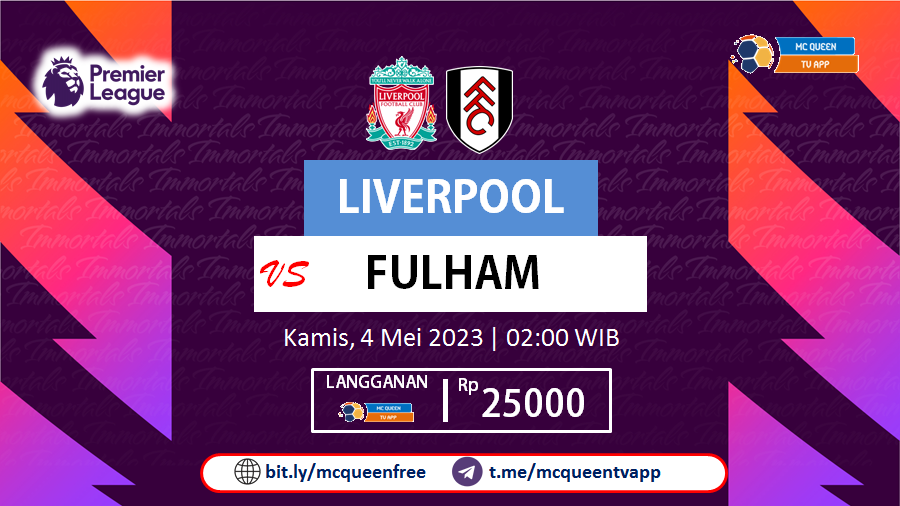 Premier
League
MC QUEEN
TV APP
YOU'LL NEVER WALK ALONE
LIVERPOOL
FOOTBALL CLUB
EST·1892
FFC
LIVERPOOL
VS FULHAM
Kamis, 4 Mei 2023 | 02:00 WIB
LANGGANAN
MC QUEEN
TV APP
Rp 25000
bit.ly/mcqueenfree
t.me/mcqueentvapp
Immortals